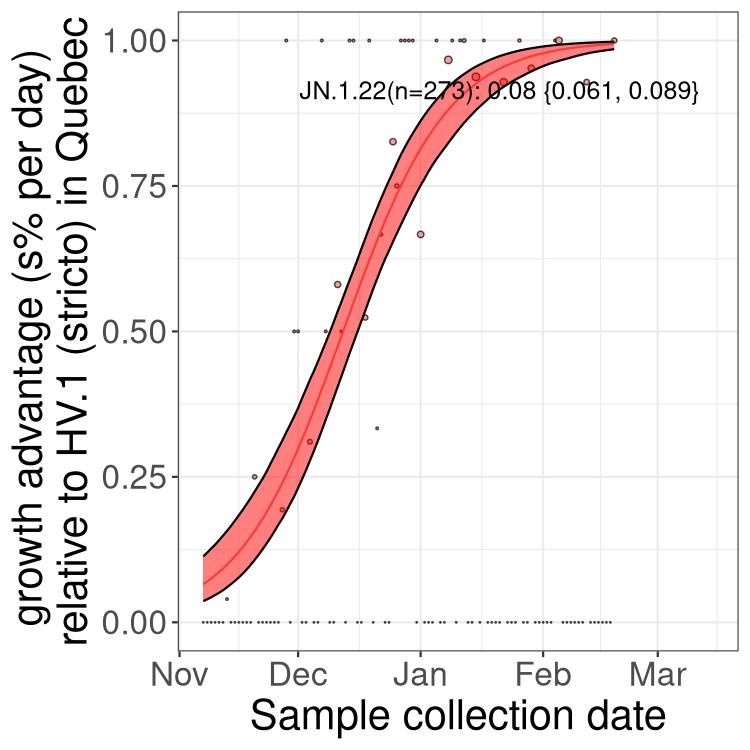 growth advantage (s% per day)
relative to HV.1 (stricto) in Quebec
1.00
0.75
0.50
0.25
0.00
JN.1.22(n=273): 0.08 {0.061, 0.089}
Nov Dec Jan Feb Mar
Sample collection date